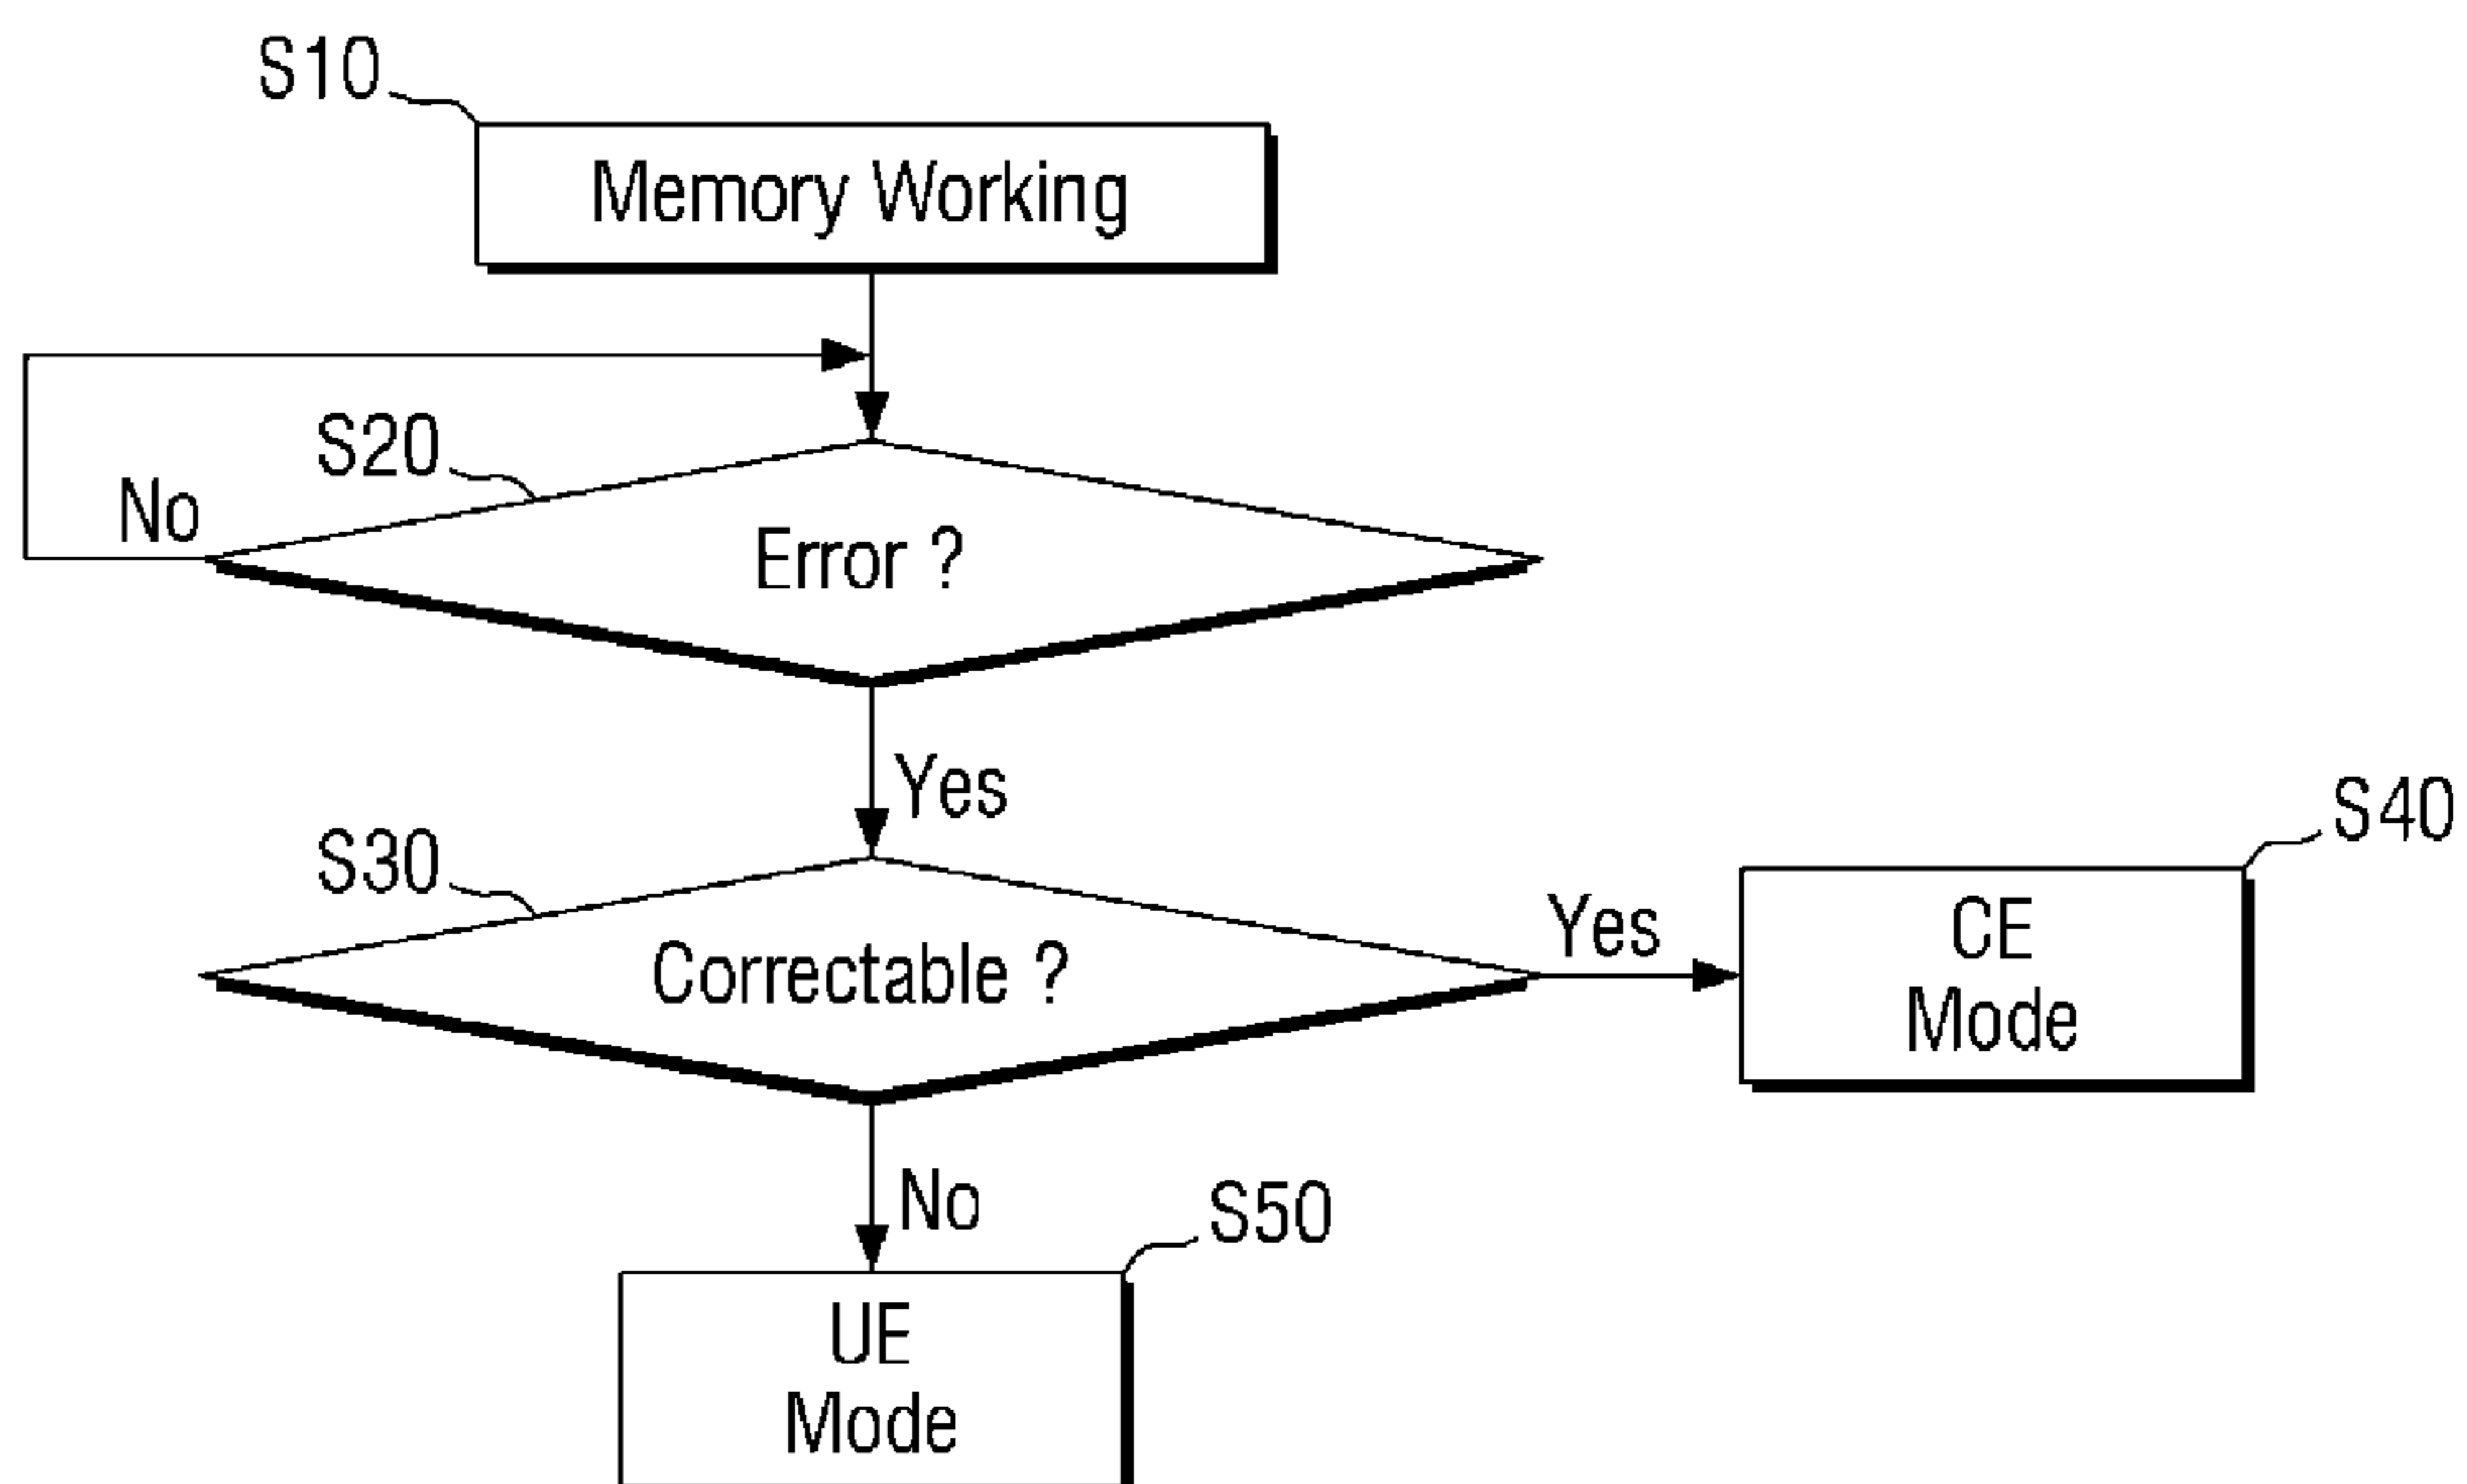 S10
Memory Working
S20
No
Error ?
Yes
S30
Correctable ?
Yes
S40
CE
Mode
No
S50
UE
Mode